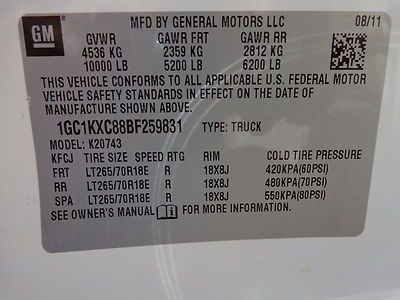 GM
MFD BY GENERAL MOTORS LLC 08/11
GVWR GAWR FRT GAWR RR
4536 KG 2359 KG 2812 KG
10000 LB 5200 LB 6200 LB
THIS VEHICLE CONFORMS TO ALL APPLICABLE U.S. FEDERAL MOTOR
VEHICLE SAFETY STANDARDS IN EFFECT ON THE DATE OF
MANUFACTURE SHOWN ABOVE.
1GC1KXC88BF259831 TYPE: TRUCK
MODEL: K20743
KFCJ TIRE SIZE SPEED RTG RIM COLD TIRE PRESSURE
FRT LT265/70R18E R 18X8J 420KPA(60PSI)
RR LT265/70R18E R 18X8J 480KPA(70PSI)
SPA LT265/70R18E R 18X8J 550KPA(80PSI)
SEE OWNER'S MANUAL FOR MORE INFORMATION.